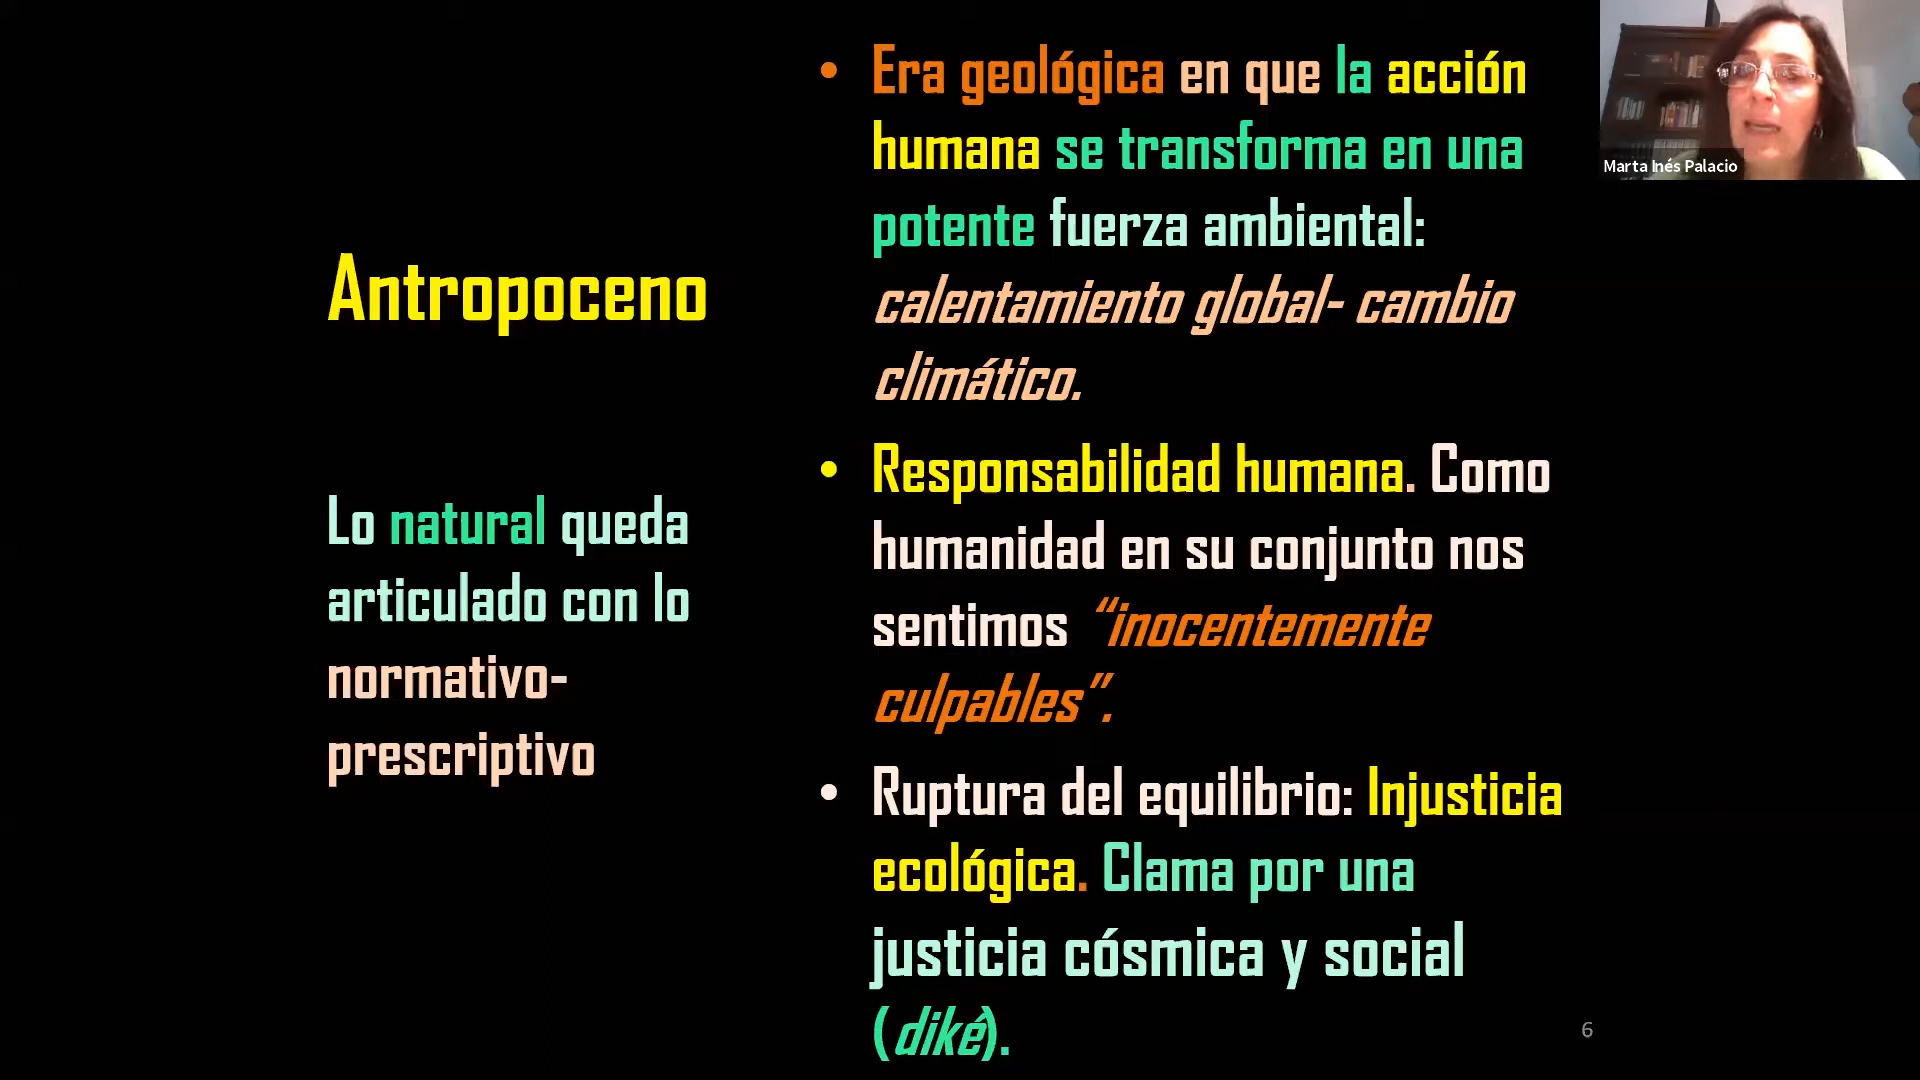 Antropoceno
Lo natural queda
articulado con lo
normativo-
prescriptivo
• Era geológica en que la acción
humana se transforma en una
potente fuerza ambiental:
calentamiento global- cambio
climático.
• Responsabilidad humana. Como
humanidad en su conjunto nos
sentimos “inocentemente
culpables”.
• Ruptura del equilibrio: Injusticia
ecológica. Clama por una
justicia cósmica y social
(diké).
6
Marta Inés Palacio